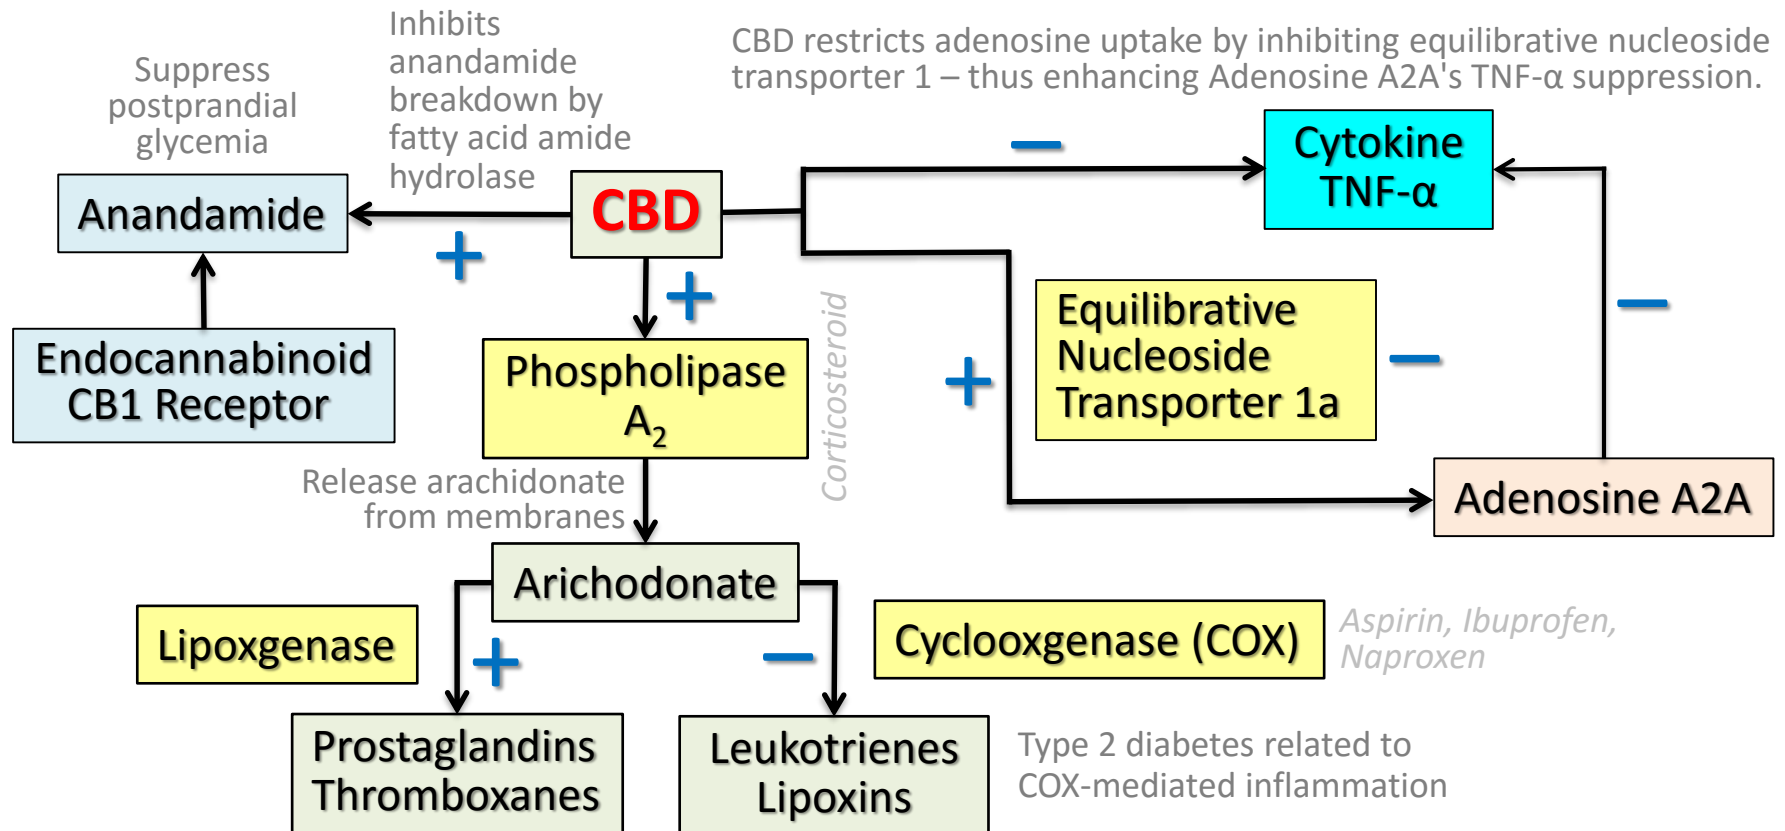 Inhibits
anandamide
breakdown by
fatty acid amide
hydrolase
CBD restricts adenosine uptake by inhibiting equilibrative nucleoside
transporter 1 – thus enhancing Adenosine A2A's TNF-α suppression.
Suppress
postprandial
glycemia
Cytokine
TNF-α
–
Anandamide
CBD
+
+
Endocannabinoid
CB1 Receptor
Phospholipase
A₂
Corticosteroid
+
Equilibrative
Nucleoside
Transporter 1a
–
–
Release arachidonate
from membranes
Adenosine A2A
Arichodonate
Lipoxgenase
+
–
Cyclooxgenase (COX)
Aspirin, Ibuprofen,
Naproxen
Prostaglandins
Thromboxanes
Leukotrienes
Lipoxins
Type 2 diabetes related to
COX-mediated inflammation